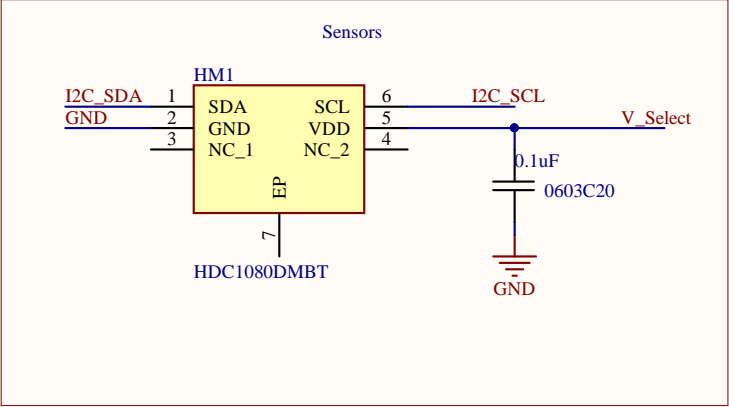 Sensors
HM1
I2C_SDA 1 SDA SCL 6 I2C_SCL
GND 2 GND VDD 5 V_Select
3 NC_1 NC_2 4
0.1uF
EP 0603C20
7
HDC1080DMBT
GND